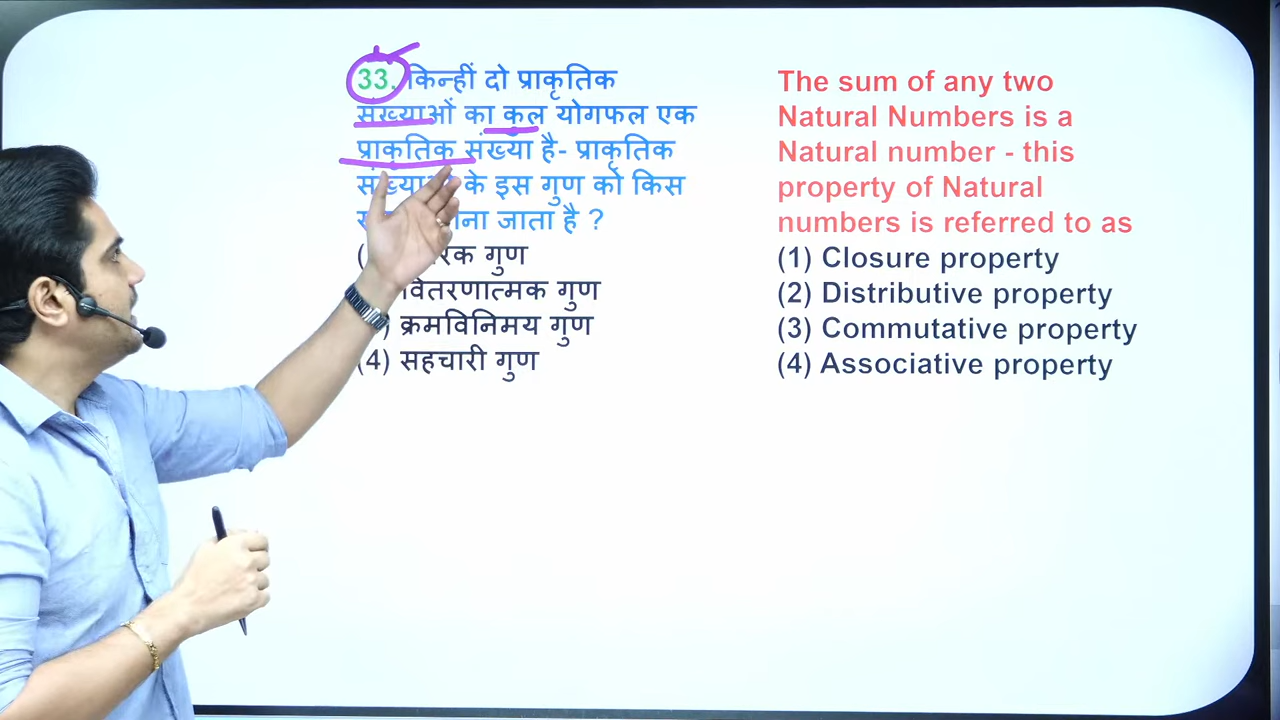 33. किन्हीं दो प्राकृतिक
संख्याओं का कुल योगफल एक
प्राकृतिक संख्या है- प्राकृतिक
के इस गुण को किस
जाता है ?
गुण
वितरणात्मक गुण
क्रमविनिमय गुण
(4) सहचारी गुण
The sum of any two
Natural Numbers is a
Natural number - this
property of Natural
numbers is referred to as
(1) Closure property
(2) Distributive property
(3) Commutative property
(4) Associative property